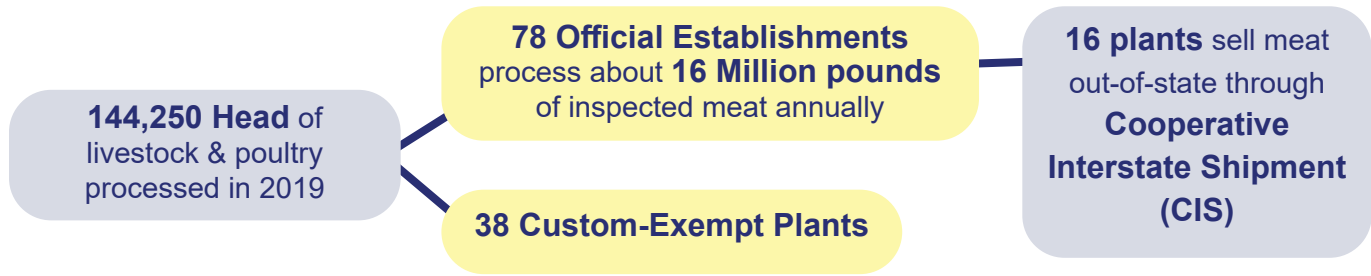 144,250 Head of
livestock & poultry
processed in 2019
78 Official Establishments
process about 16 Million pounds
of inspected meat annually
38 Custom-Exempt Plants
16 plants sell meat
out-of-state through
Cooperative
Interstate Shipment
(CIS)